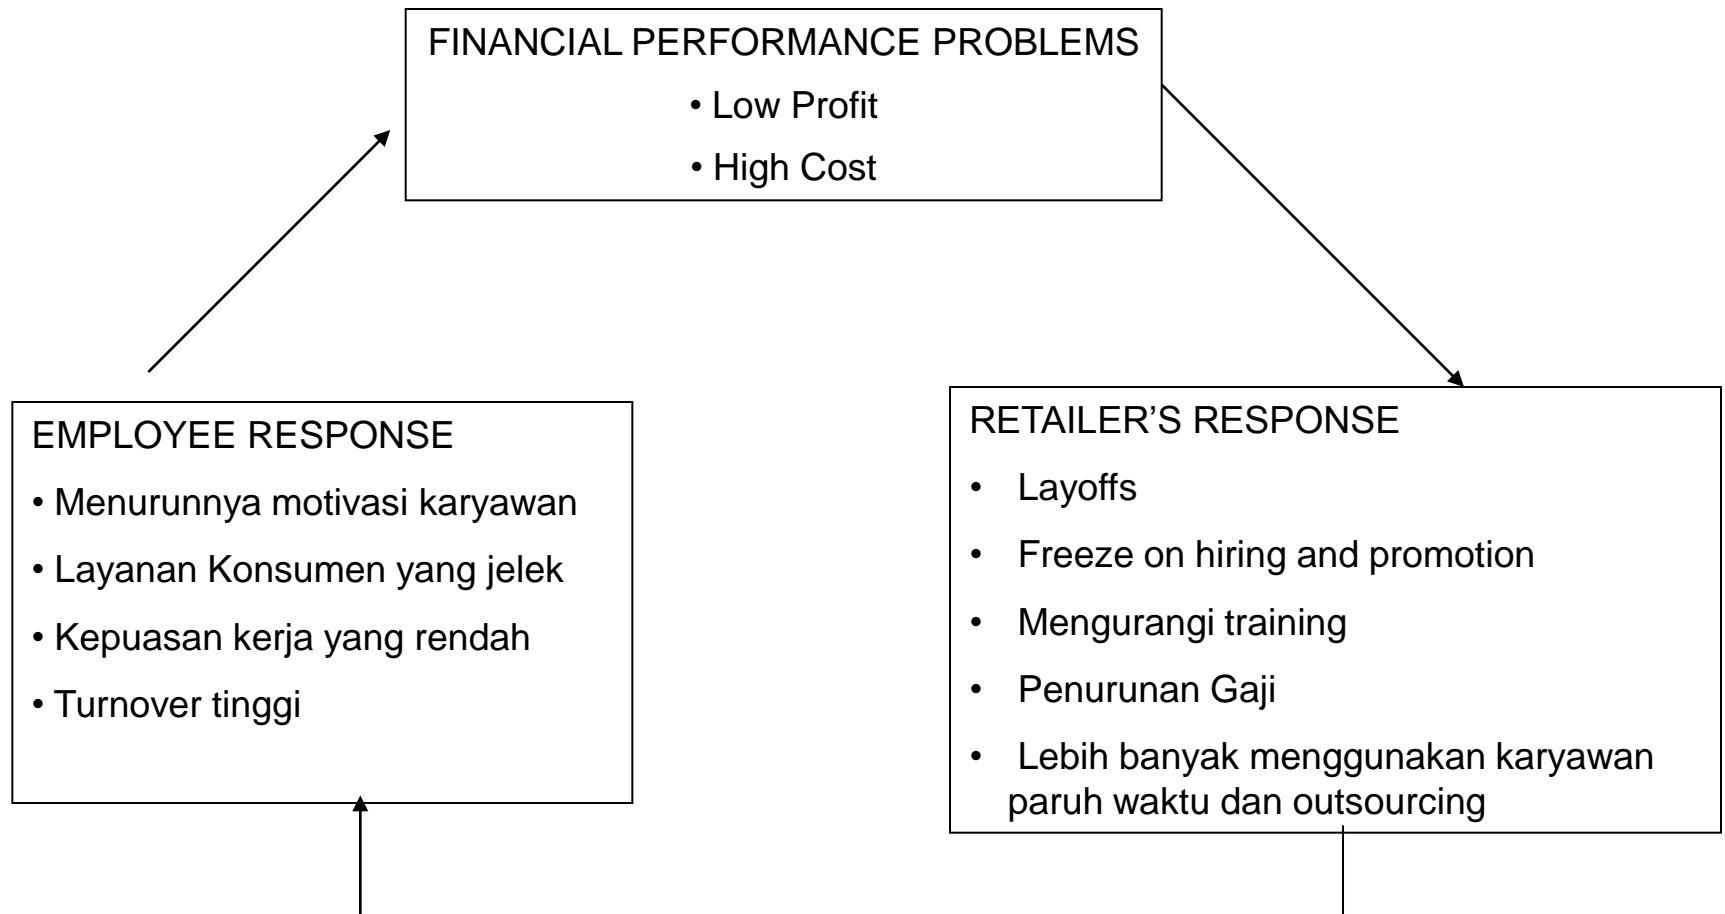 FINANCIAL PERFORMANCE PROBLEMS
• Low Profit
• High Cost
EMPLOYEE RESPONSE
• Menurunnya motivasi karyawan
• Layanan Konsumen yang jelek
• Kepuasan kerja yang rendah
• Turnover tinggi
RETAILER’S RESPONSE
• Layoffs
• Freeze on hiring and promotion
• Mengurangi training
• Penurunan Gaji
• Lebih banyak menggunakan karyawan
paruh waktu dan outsourcing